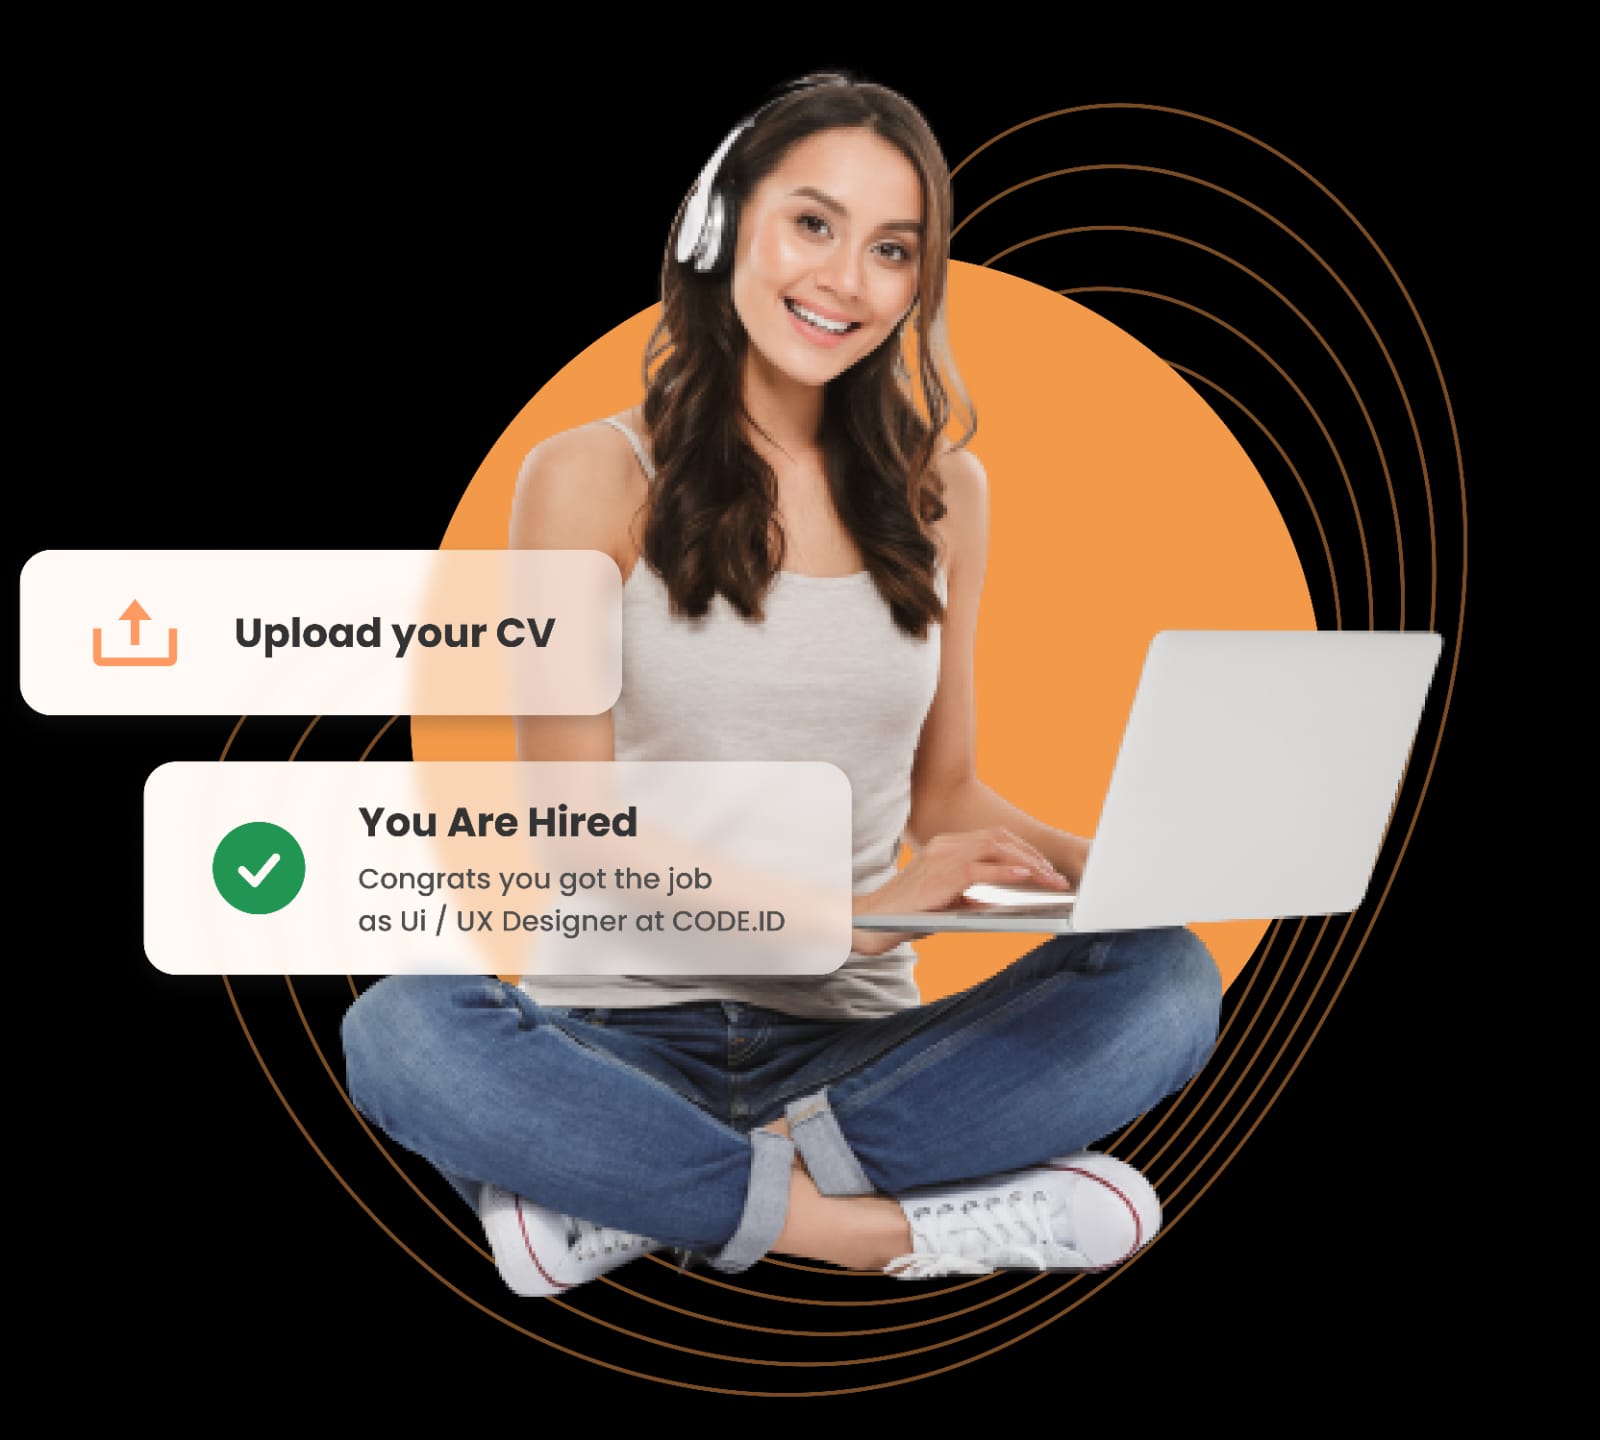 Upload your CV
You Are Hired
Congrats you got the job
as Ui / UX Designer at CODE.ID